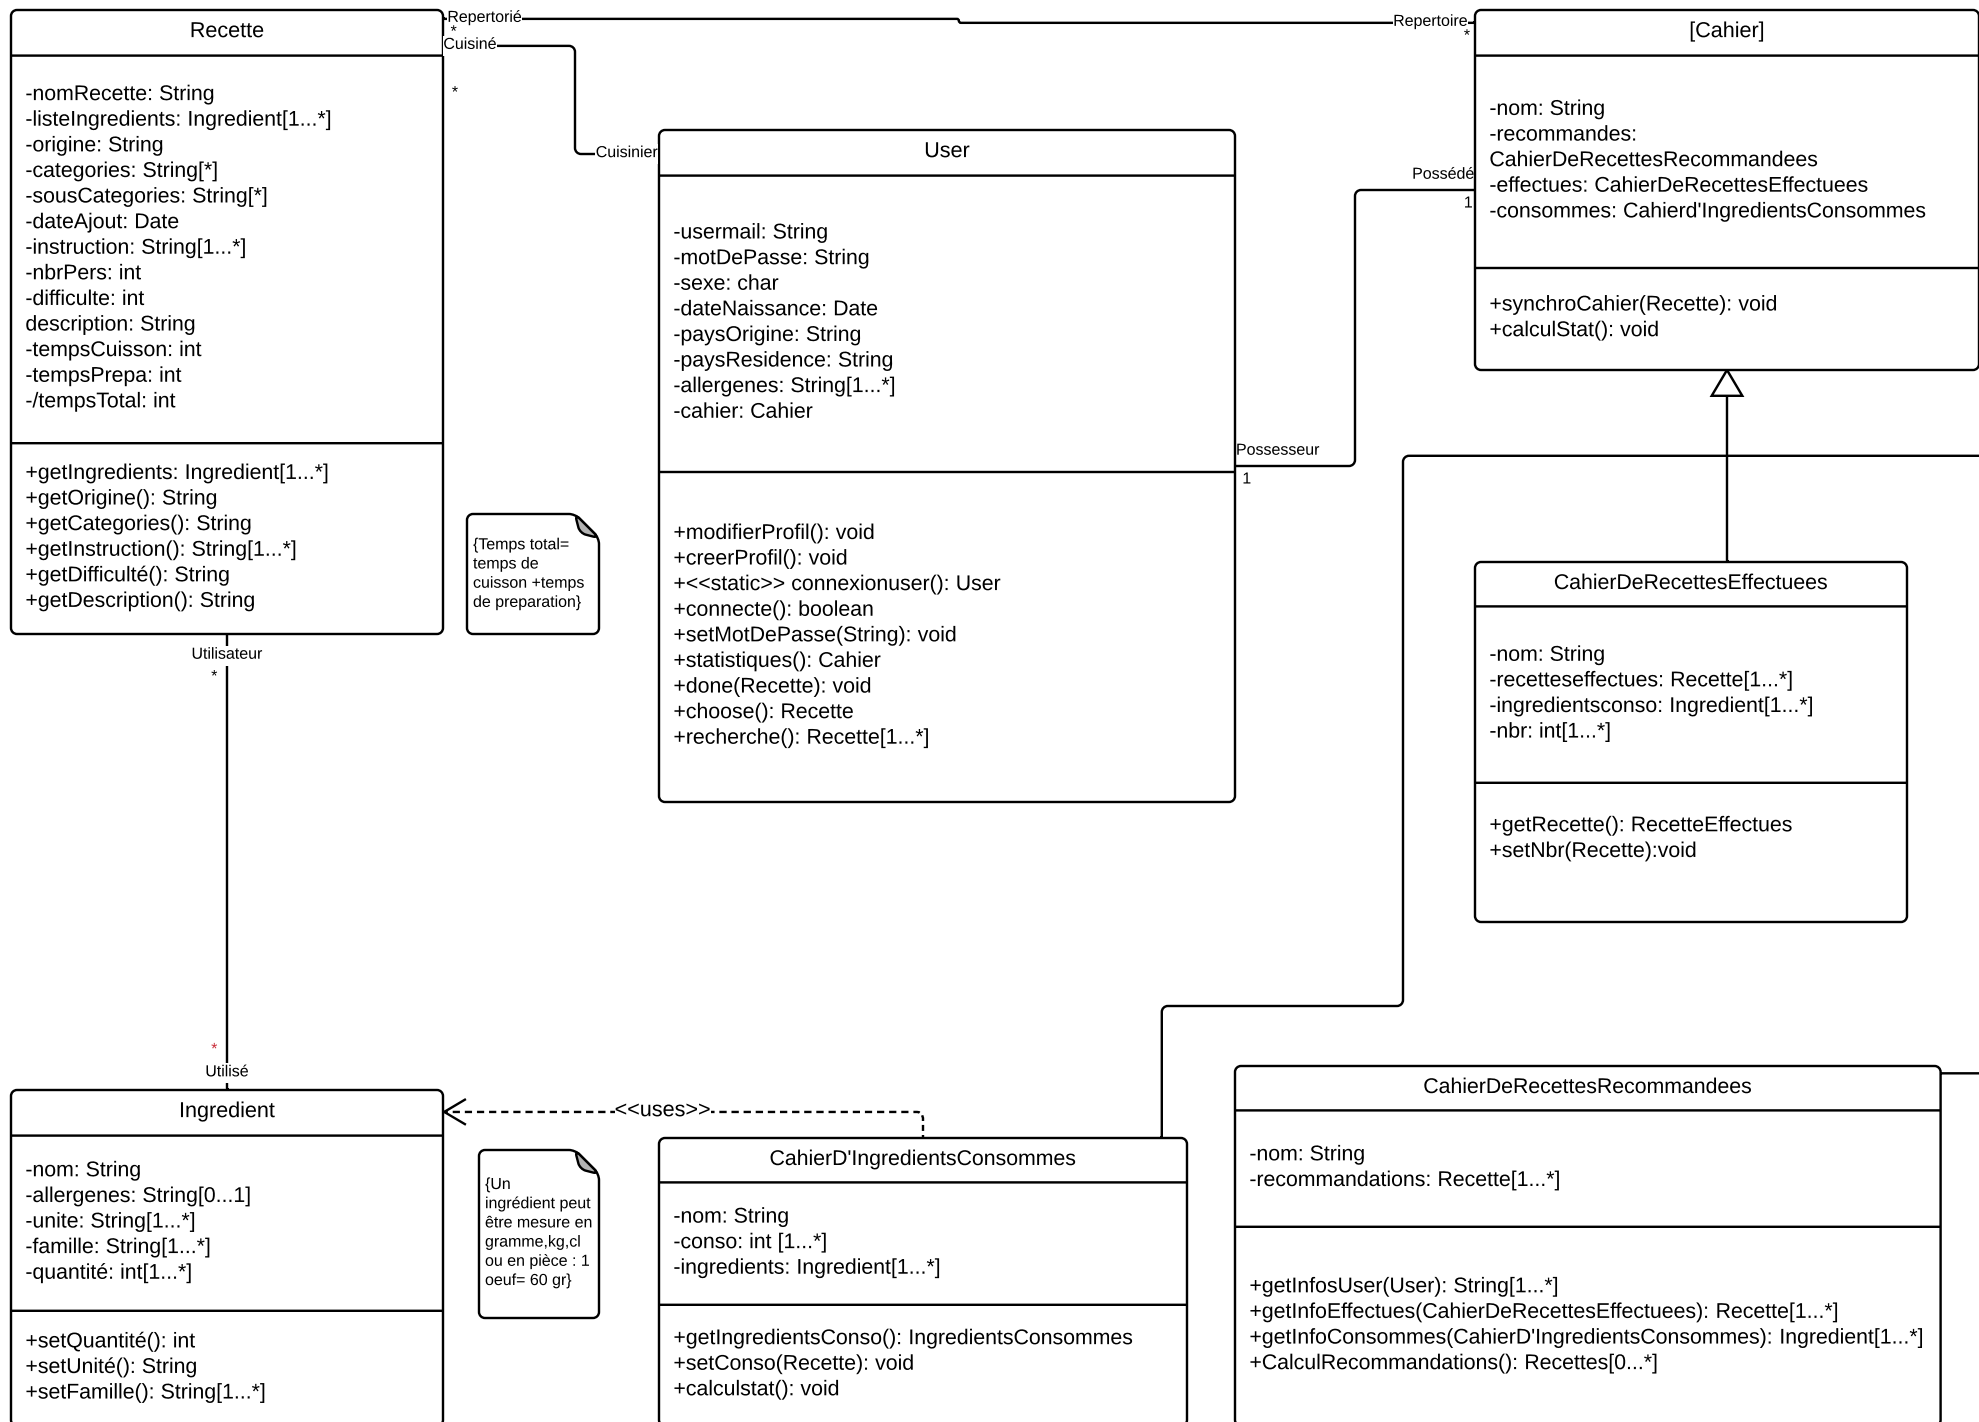 Recette
-nomRecette: String
-listeIngredients: Ingredient[1...*]
-origine: String
-categories: String[*]
-sousCategories: String[*]
-dateAjout: Date
-instruction: String[1...*]
-nbrPers: int
-difficulte: int
description: String
-tempsCuisson: int
-tempsPrepa: int
-/tempsTotal: int
+getIngredients: Ingredient[1...*]
+getOrigine(): String
+getCategories(): String
+getInstruction(): String[1...*]
+getDifficulté(): String
+getDescription(): String
Repertorié
*
Cuisiné
*
Cuisinier
Repertoire
*
User
-usermail: String
-motDePasse: String
-sexe: char
-dateNaissance: Date
-paysOrigine: String
-paysResidence: String
-allergenes: String[1...*]
-cahier: Cahier
+modifierProfil(): void
+creerProfil(): void
+<<static>> connexionuser(): User
+connecte(): boolean
+setMotDePasse(String): void
+statistiques(): Cahier
+done(Recette): void
+choose(): Recette
+recherche(): Recette[1...*]
Possédé
1
Possesseur
1
[Cahier]
-nom: String
-recommandes:
CahierDeRecettesRecommandees
-effectues: CahierDeRecettesEffectuees
-consommes: Cahierd'IngredientsConsommes
+synchroCahier(Recette): void
+calculStat(): void
{Temps total=
temps de
cuisson +temps
de preparation}
CahierDeRecettesEffectuees
-nom: String
-recetteseffectues: Recette[1...*]
-ingredientsconso: Ingredient[1...*]
-nbr: int[1...*]
+getRecette(): RecetteEffectues
+setNbr(Recette):void
Utilisateur
*
*
Utilisé
Ingredient
-nom: String
-allergenes: String[0...1]
-unite: String[1...*]
-famille: String[1...*]
-quantité: int[1...*]
+setQuantité(): int
+setUnité(): String
+setFamille(): String[1...*]
<<uses>>
{Un
ingrédient peut
être mesure en
gramme,kg,cl
ou en pièce : 1
oeuf= 60 gr}
CahierD'IngredientsConsommes
-nom: String
-conso: int [1...*]
-ingredients: Ingredient[1...*]
+getIngredientsConso(): IngredientsConsommes
+setConso(Recette): void
+calculstat(): void
CahierDeRecettesRecommandees
-nom: String
-recommandations: Recette[1...*]
+getInfosUser(User): String[1...*]
+getInfoEffectues(CahierDeRecettesEffectuees): Recette[1...*]
+getInfoConsommes(CahierD'IngredientsConsommes): Ingredient[1...*]
+CalculRecommandations(): Recettes[0...*]